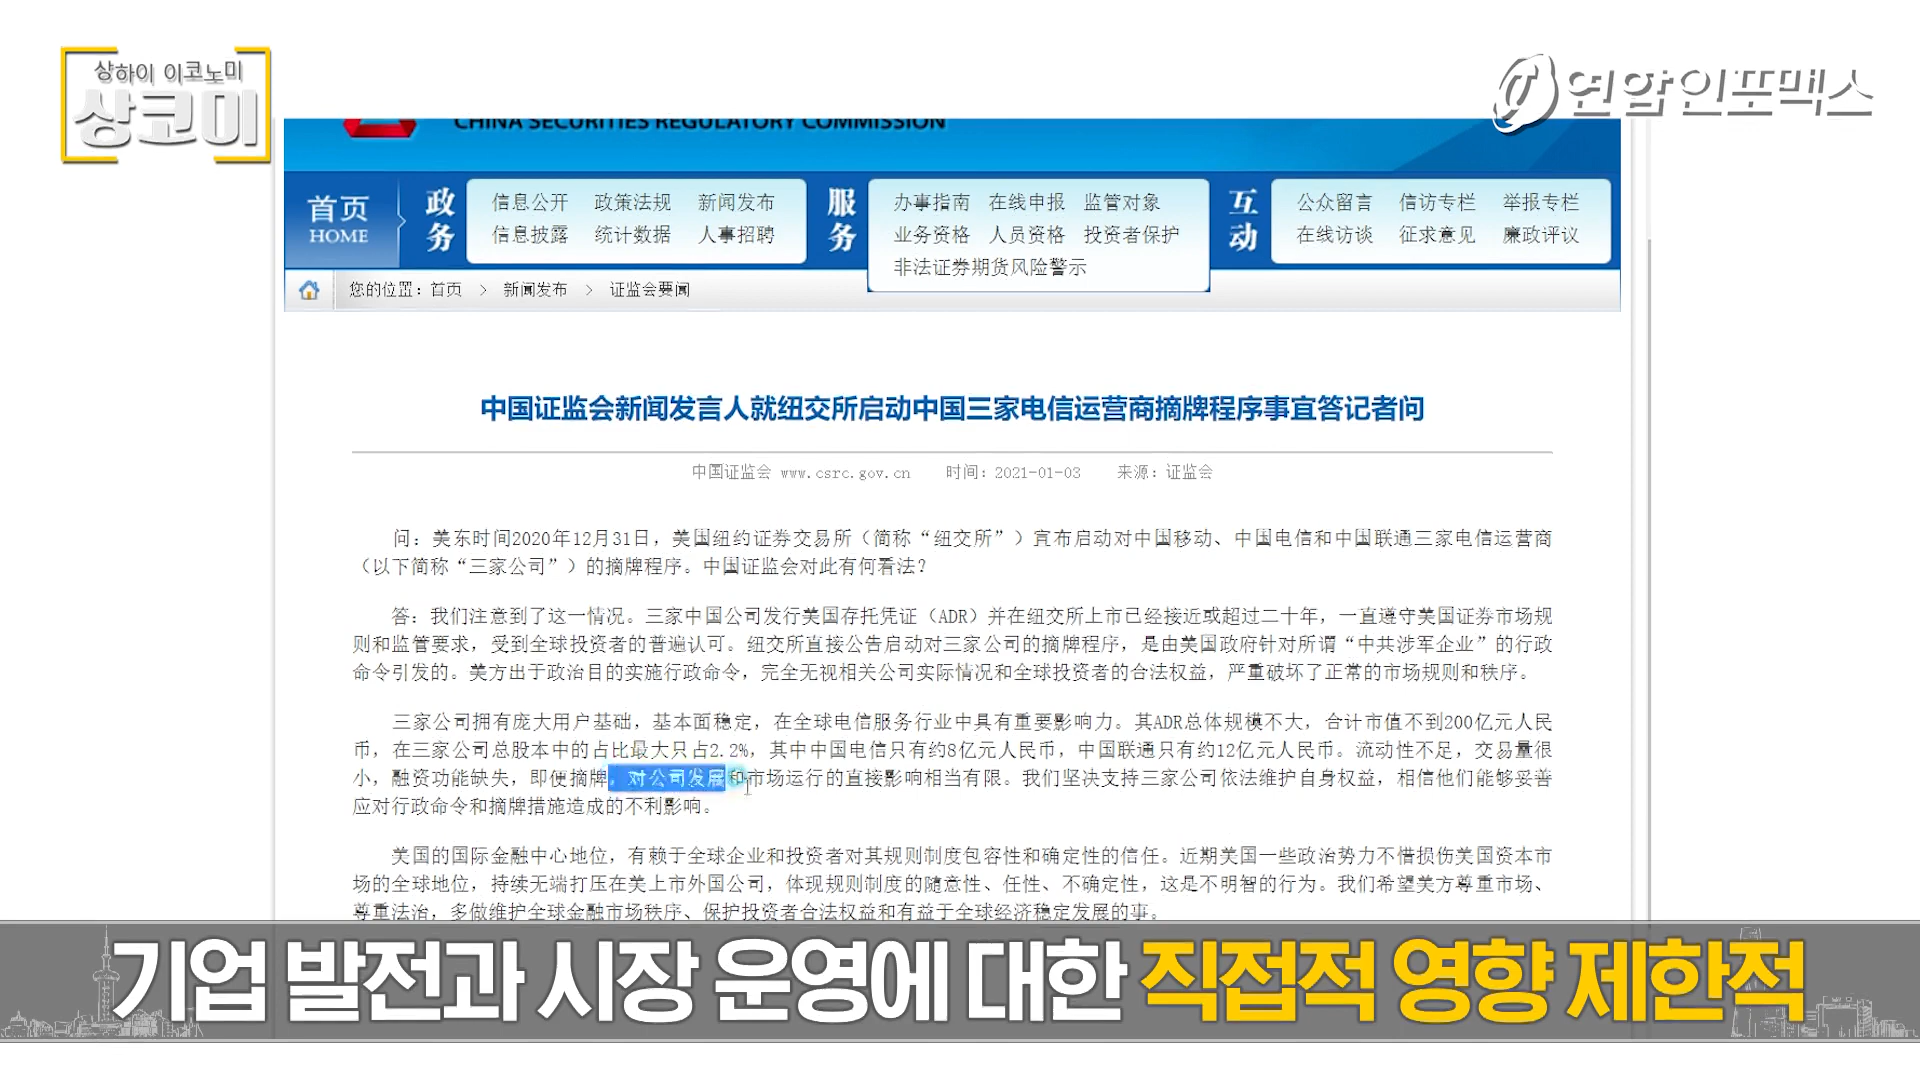 상하이 이코노미
상코미
연합인포맥스
CHINA SECURITIES REGULATORY COMMISSION
首页
HOME
政务
信息公开 政策法规 新闻发布
信息披露 统计数据 人事招聘
服务
办事指南 在线申报 监管对象
业务资格 人员资格 投资者保护
非法证券期货风险警示
互动
公众留言 信访专栏 举报专栏
在线访谈 征求意见 廉政评议
您的位置：首页 > 新闻发布 > 证监会要闻
中国证监会新闻发言人就纽交所启动中国三家电信运营商摘牌程序事宜答记者问
中国证监会 www.csrc.gov.cn 时间：2021-01-03 来源：证监会
问：美东时间2020年12月31日，美国纽约证券交易所（简称“纽交所”）宣布启动对中国移动、中国电信和中国联通三家电信运营商
（以下简称“三家公司”）的摘牌程序。中国证监会对此有何看法？
答：我们注意到了这一情况。三家中国公司发行美国存托凭证（ADR）并在纽交所上市已经接近或超过二十年，一直遵守美国证券市场规
则和监管要求，受到全球投资者的普遍认可。纽交所直接公告启动对三家公司的摘牌程序，是由美国政府针对所谓“中共涉军企业”的行政
命令引发的。美方出于政治目的实施行政命令，完全无视相关公司实际情况和全球投资者的合法权益，严重破坏了正常的市场规则和秩序。
三家公司拥有庞大用户基础，基本面稳定，在全球电信服务行业中具有重要影响力。其ADR总体规模不大，合计市值不到200亿元人民
币，在三家公司总股本中的占比最大只占2.2%，其中中国电信只有约8亿元人民币，中国联通只有约12亿元人民币。流动性不足，交易量很
小，融资功能缺失，即便摘牌，对公司发展和市场运行的直接影响相当有限。我们坚决支持三家公司依法维护自身权益，相信他们能够妥善
应对行政命令和摘牌措施造成的不利影响。
美国的国际金融中心地位，有赖于全球企业和投资者对其规则制度包容性和确定性的信任。近期美国一些政治势力不惜损伤美国资本市
场的全球地位，持续无端打压在美上市外国公司，体现规则制度的随意性、任性、不确定性，这是不明智的行为。我们希望美方尊重市场、
尊重法治，多做维护全球金融市场秩序、保护投资者合法权益和有益于全球经济稳定发展的事。
기업 발전과 시장 운영에 대한 직접적 영향 제한적